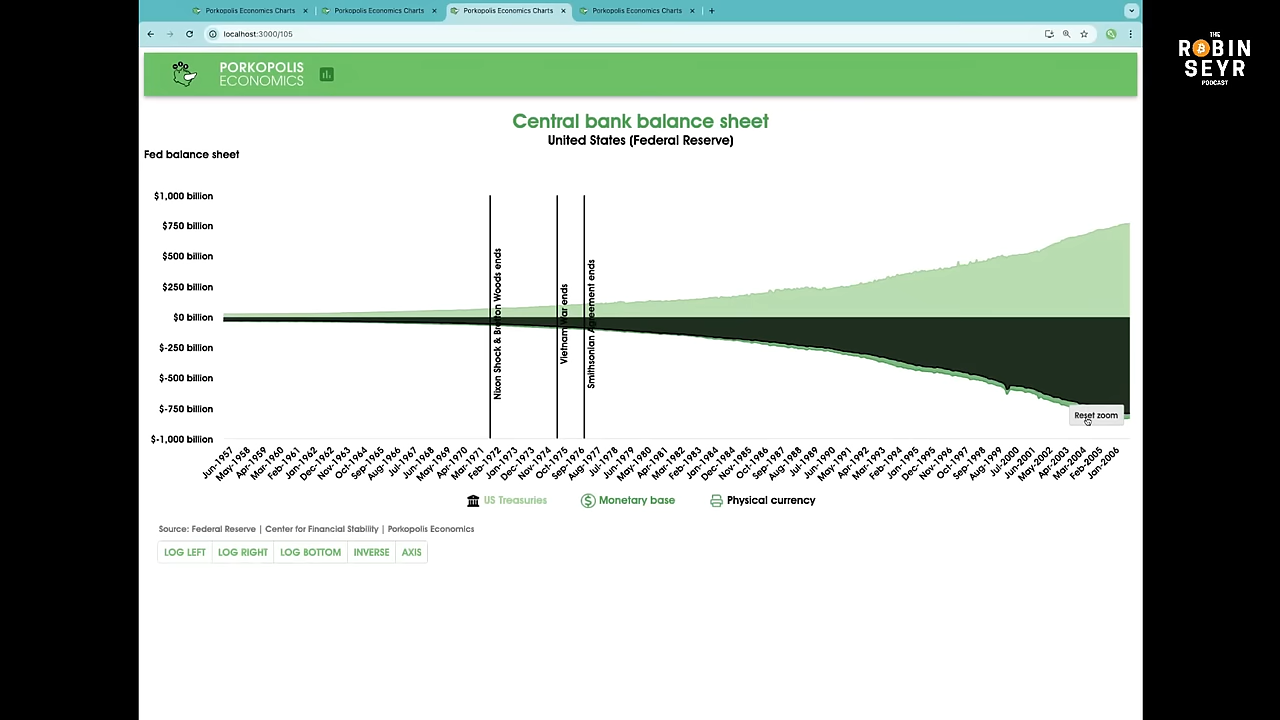 Porkopolis Economics Charts
Porkopolis Economics Charts
Porkopolis Economics Charts
Porkopolis Economics Charts
localhost:3000/105
THE
ROBIN
SEYR
PODCAST
PORKOPOLIS
ECONOMICS
Central bank balance sheet
United States (Federal Reserve)
Fed balance sheet
$1,000 billion
$750 billion
$500 billion
$250 billion
$0 billion
$-250 billion
$-500 billion
$-750 billion
$-1,000 billion
Nixon Shock & Bretton Woods ends
Vietnam War ends
Smithsonian Agreement ends
Reset zoom
Jun-1957
May-1958
Apr-1959
Mar-1960
Feb-1961
Jan-1962
Dec-1962
Nov-1963
Oct-1964
Sep-1965
Aug-1966
Jul-1967
Jun-1968
May-1969
Apr-1970
Mar-1971
Feb-1972
Jan-1973
Dec-1973
Nov-1974
Oct-1975
Sep-1976
Aug-1977
Jul-1978
Jun-1979
May-1980
Apr-1981
Mar-1982
Feb-1983
Jan-1984
Dec-1984
Nov-1985
Oct-1986
Sep-1987
Aug-1988
Jul-1989
Jun-1990
May-1991
Apr-1992
Mar-1993
Feb-1994
Jan-1995
Dec-1995
Nov-1996
Oct-1997
Sep-1998
Aug-1999
Jul-2000
Jun-2001
May-2002
Apr-2003
Mar-2004
Feb-2005
Jan-2006
US Treasuries
Monetary base
Physical currency
Source: Federal Reserve | Center for Financial Stability | Porkopolis Economics
LOG LEFT
LOG RIGHT
LOG BOTTOM
INVERSE
AXIS